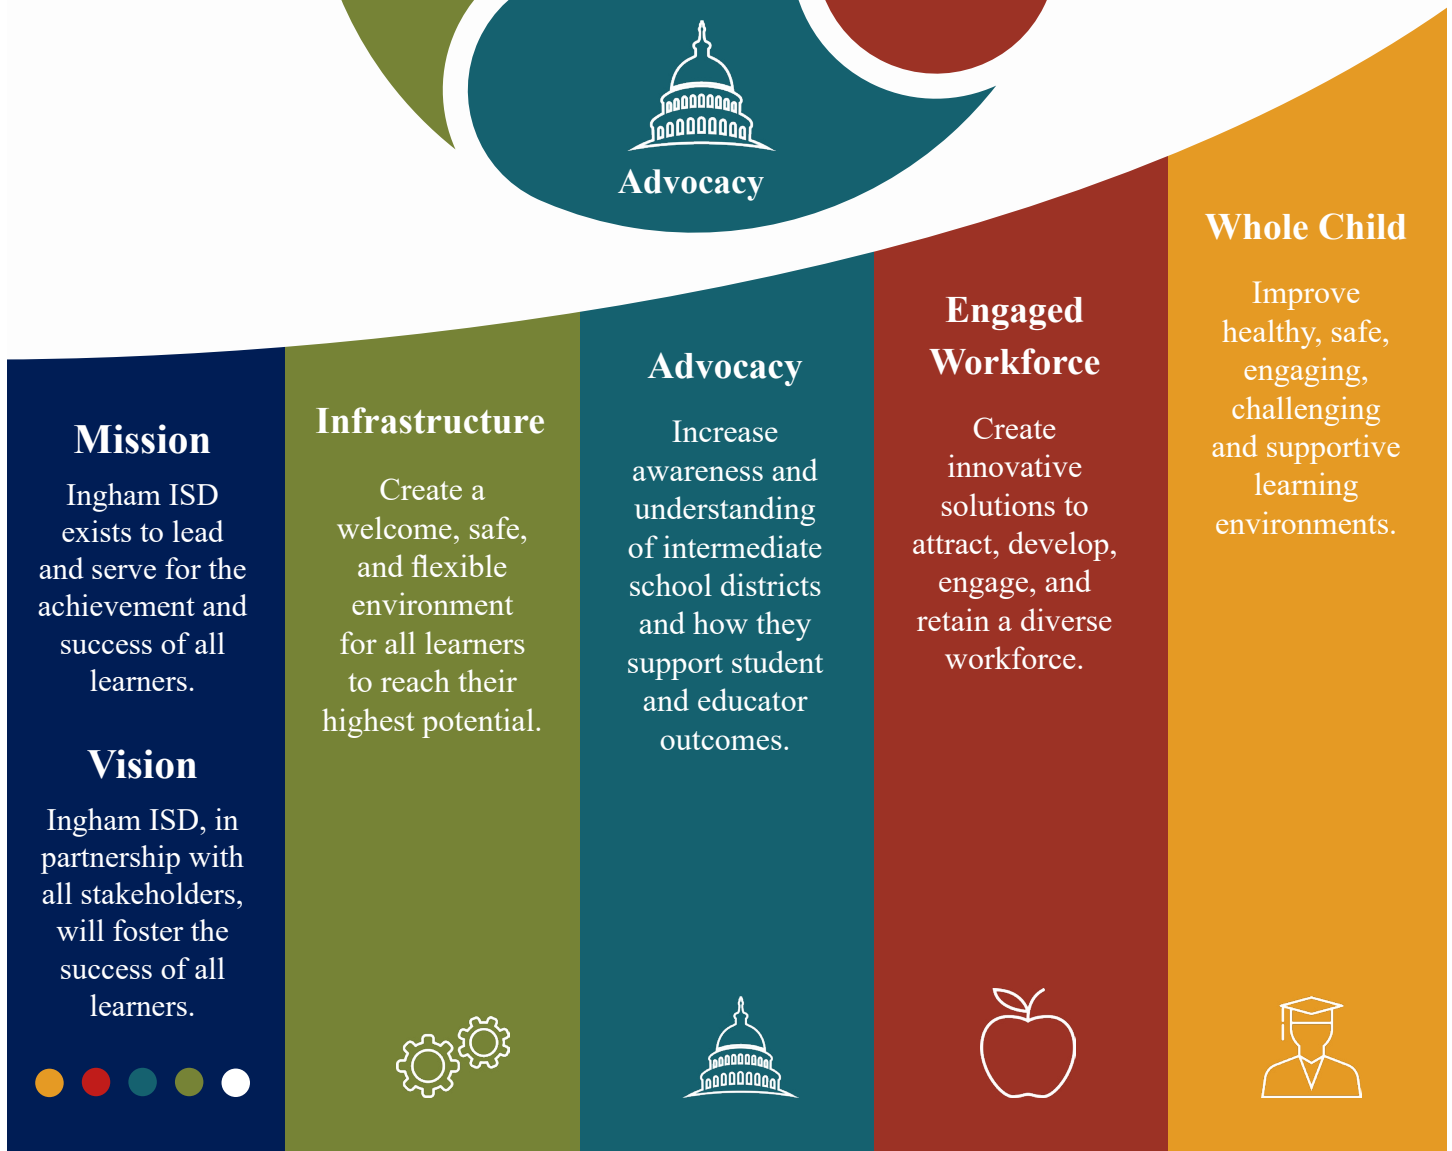 Advocacy
Mission
Ingham ISD
exists to lead
and serve for the
achievement and
success of all
learners.
Vision
Ingham ISD, in
partnership with
all stakeholders,
will foster the
success of all
learners.
Infrastructure
Create a
welcome, safe,
and flexible
environment
for all learners
to reach their
highest potential.
Advocacy
Increase
awareness and
understanding
of intermediate
school districts
and how they
support student
and educator
outcomes.
Engaged
Workforce
Create
innovative
solutions to
attract, develop,
engage, and
retain a diverse
workforce.
Whole Child
Improve
healthy, safe,
engaging,
challenging
and supportive
learning
environments.